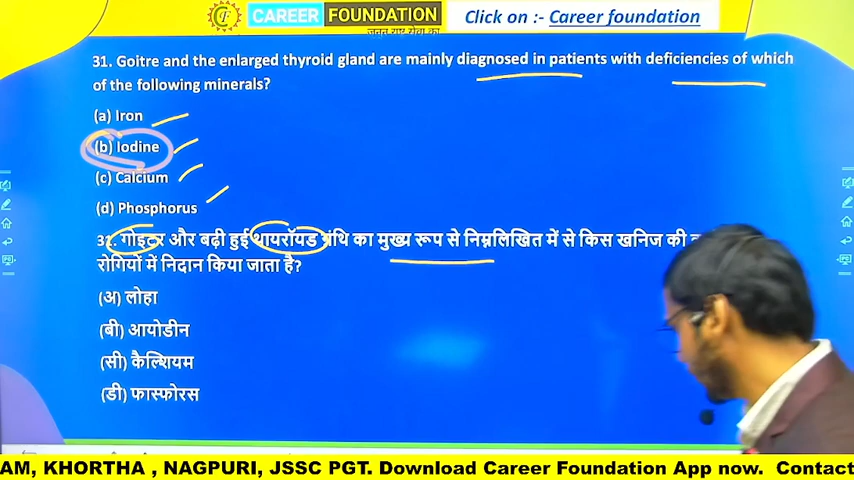 CAREER FOUNDATION
Click on :- Career foundation
31. Goitre and the enlarged thyroid gland are mainly diagnosed in patients with deficiencies of which
of the following minerals?
(a) Iron
(b) Iodine
(c) Calcium
(d) Phosphorus
31. गोइटर और बढ़ी हुई थायरॉयड ग्रंथि का मुख्य रूप से निम्नलिखित में से किस खनिज की
रोगियों में निदान किया जाता है?
(अ) लोहा
(बी) आयोडीन
(सी) कैल्शियम
(डी) फास्फोरस
AM, KHORTHA , NAGPURI, JSSC PGT. Download Career Foundation App now. Contact